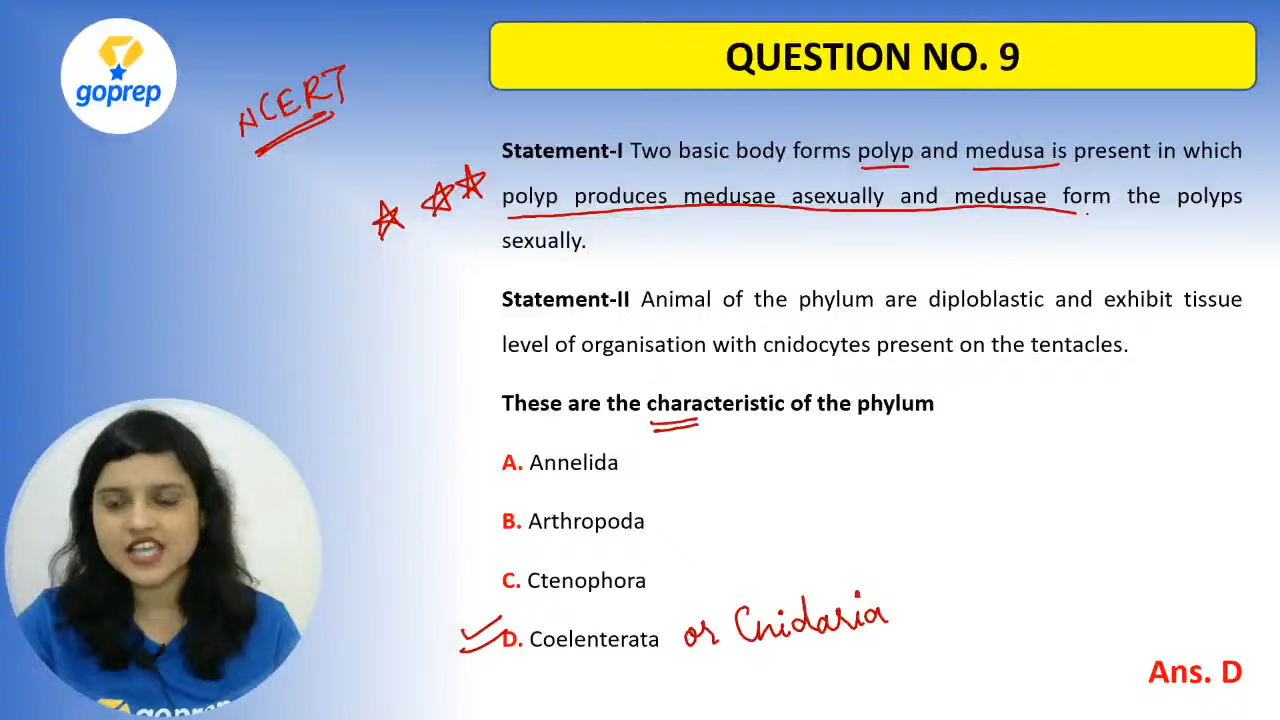 goprep
QUESTION NO. 9
NCERT
Statement-I Two basic body forms polyp and medusa is present in which
polyp produces medusae asexually and medusae form the polyps
sexually.
Statement-II Animal of the phylum are diploblastic and exhibit tissue
level of organisation with cnidocytes present on the tentacles.
These are the characteristic of the phylum
A. Annelida
B. Arthropoda
C. Ctenophora
D. Coelenterata or Cnidaria
Ans. D
goprep